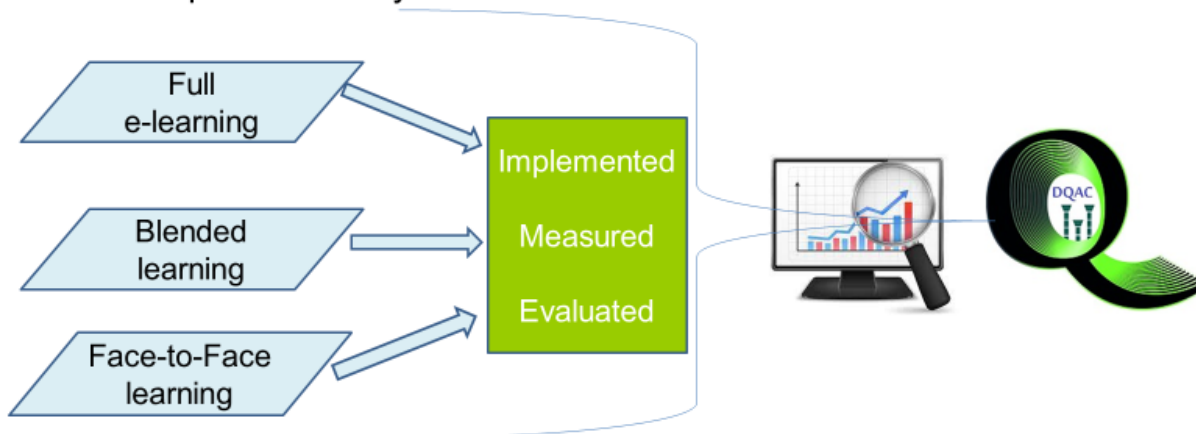 Full
e-learning
Blended
learning
Face-to-Face
learning
Implemented
Measured
Evaluated
DQAC